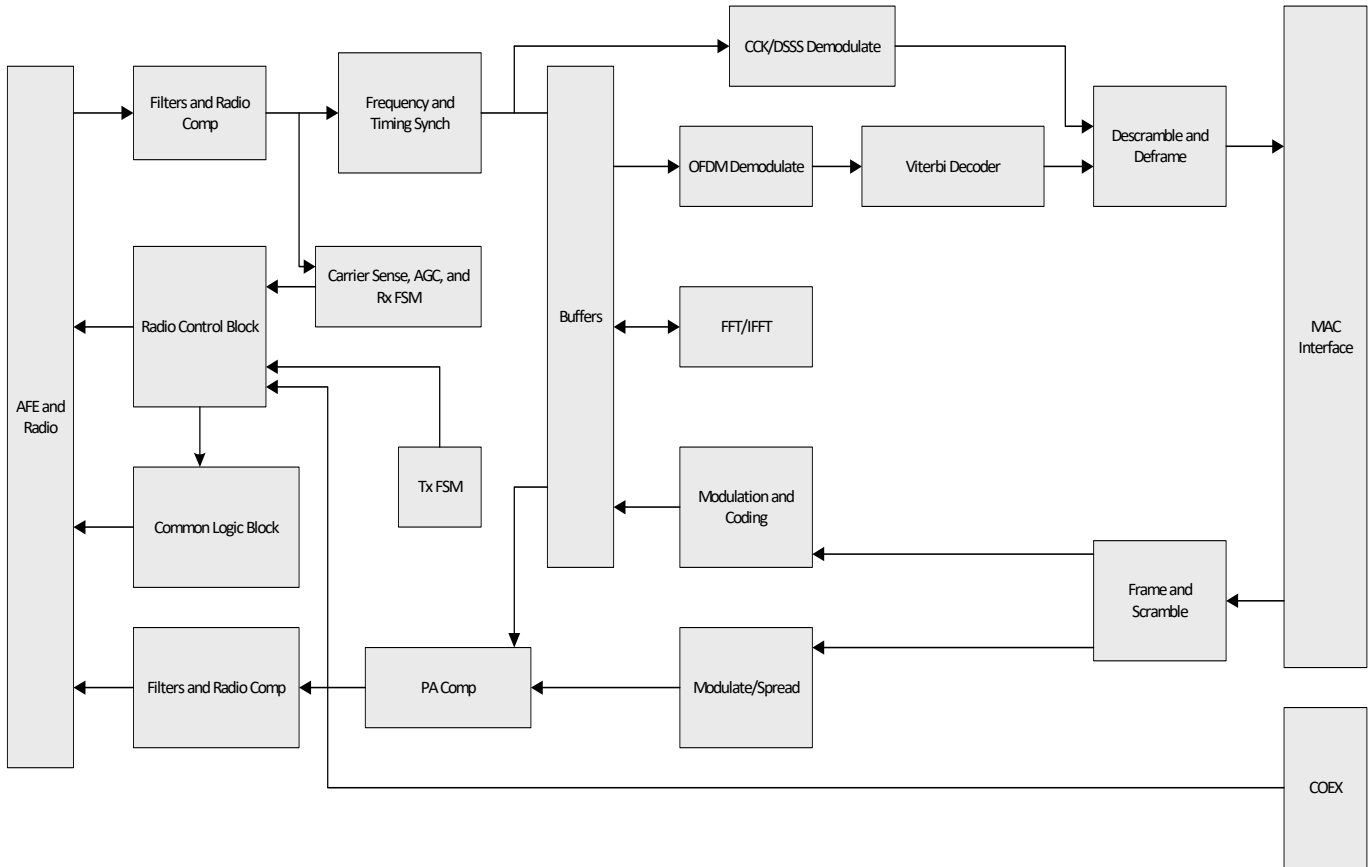 CCK/DSSS Demodulate
Filters and Radio
Comp
Frequency and
Timing Synch
Descramble and
Deframe
OFDM Demodulate
Viterbi Decoder
Carrier Sense, AGC, and
Rx FSM
Radio Control Block
Buffers
FFT/IFFT
MAC
Interface
AFE and
Radio
Tx FSM
Modulation and
Coding
Common Logic Block
Frame and
Scramble
Filters and Radio Comp
PA Comp
Modulate/Spread
COEX